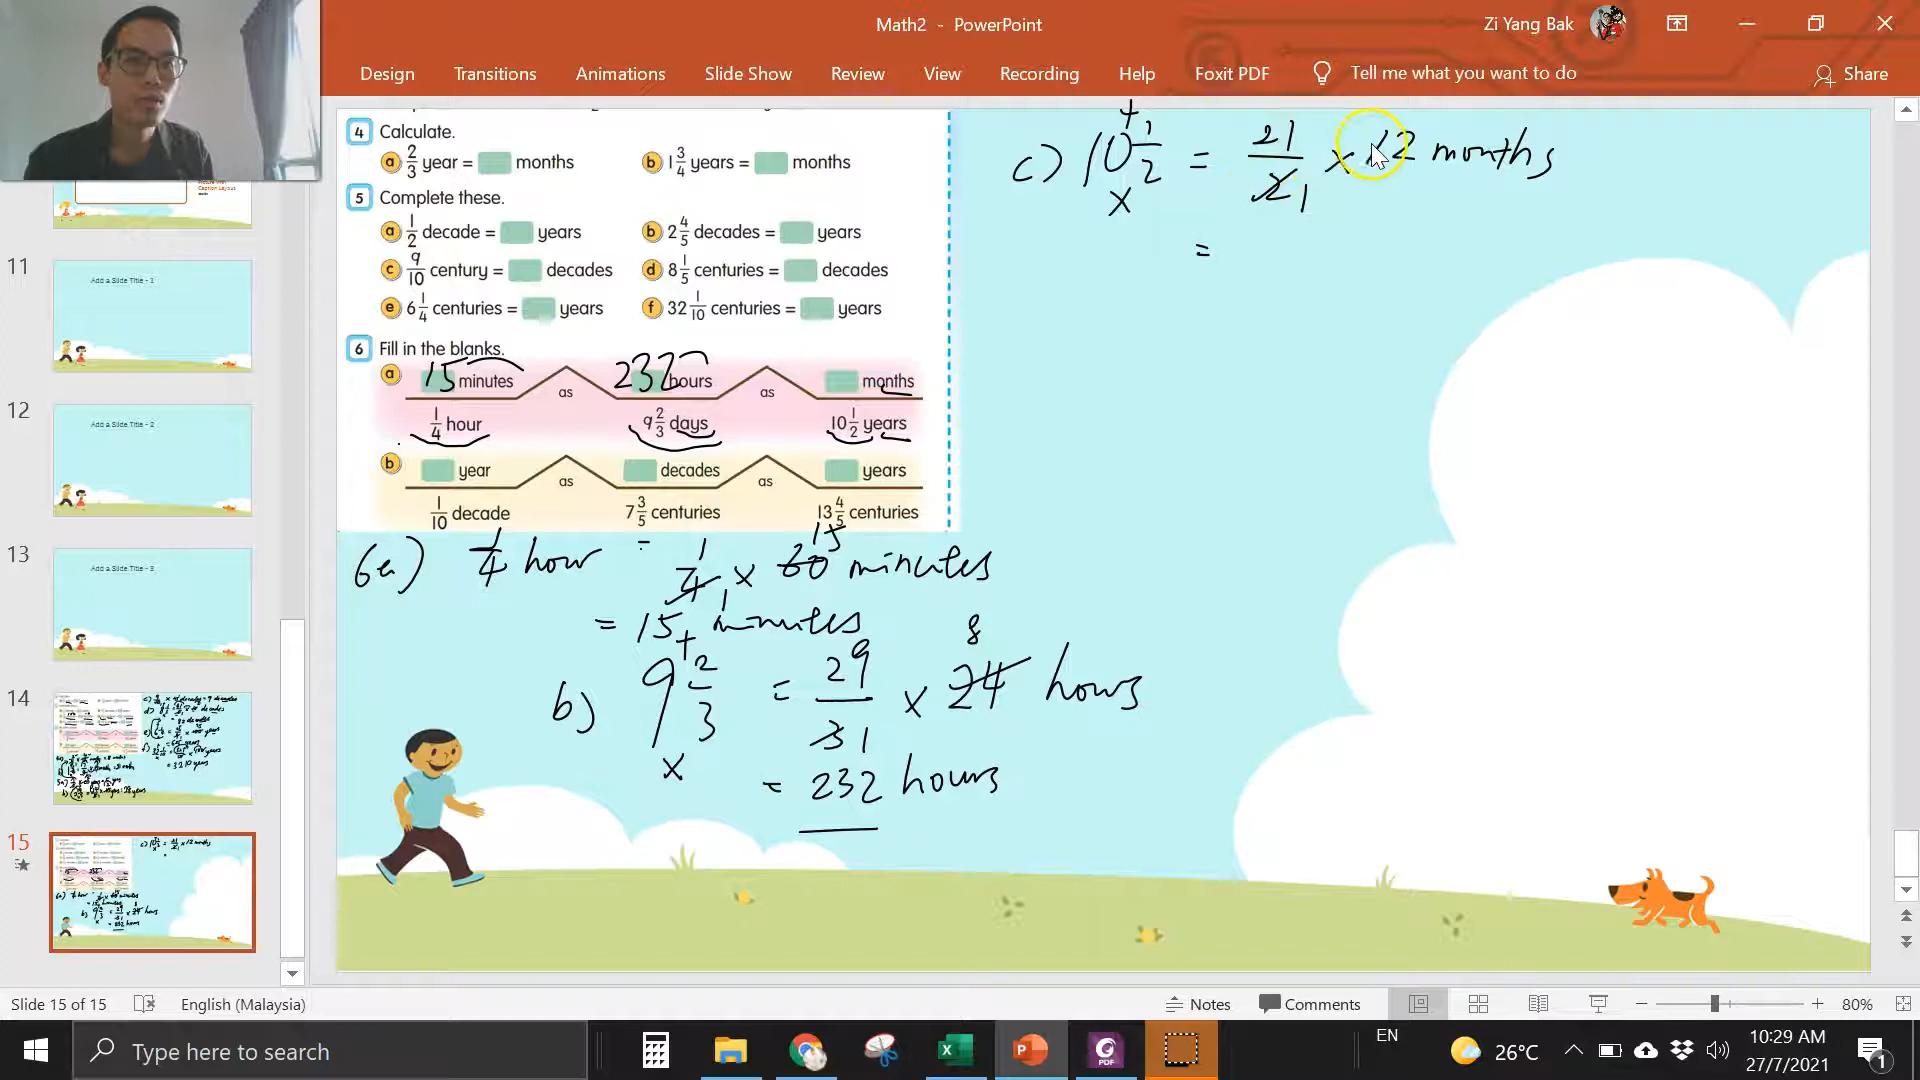 Math2 - PowerPoint
Zi Yang Bak
Design Transitions Animations Slide Show Review View Recording Help Foxit PDF Tell me what you want to do Share
4 Calculate.
a 2/3 year = months b 1 3/4 years = months
5 Complete these.
a 1/2 decade = years b 2 4/5 decades = years
c 9/10 century = decades d 8 1/5 centuries = decades
e 6 1/4 centuries = years f 32 1/10 centuries = years
6 Fill in the blanks.
a 15 minutes as 232 hours as months
1/4 hour 9 2/3 days 10 1/2 years
b year as decades as years
1/10 decade 7 3/5 centuries 13 4/5 centuries
6a) 1/4 hour = 1/4 1 x 60 15 minutes
= 15 minutes
b) 9 + 2/3 x = 29/3 1 x 24 8 hours
= 232 hours
c) 10 + 1/2 x = 21/2 1 x 12 months
=
11
Add a Slide Title - 1
12
Add a Slide Title - 2
13
Add a Slide Title - 3
14
15
Slide 15 of 15 English (Malaysia) Notes Comments 80%
Type here to search
EN
26°C
10:29 AM
27/7/2021
1